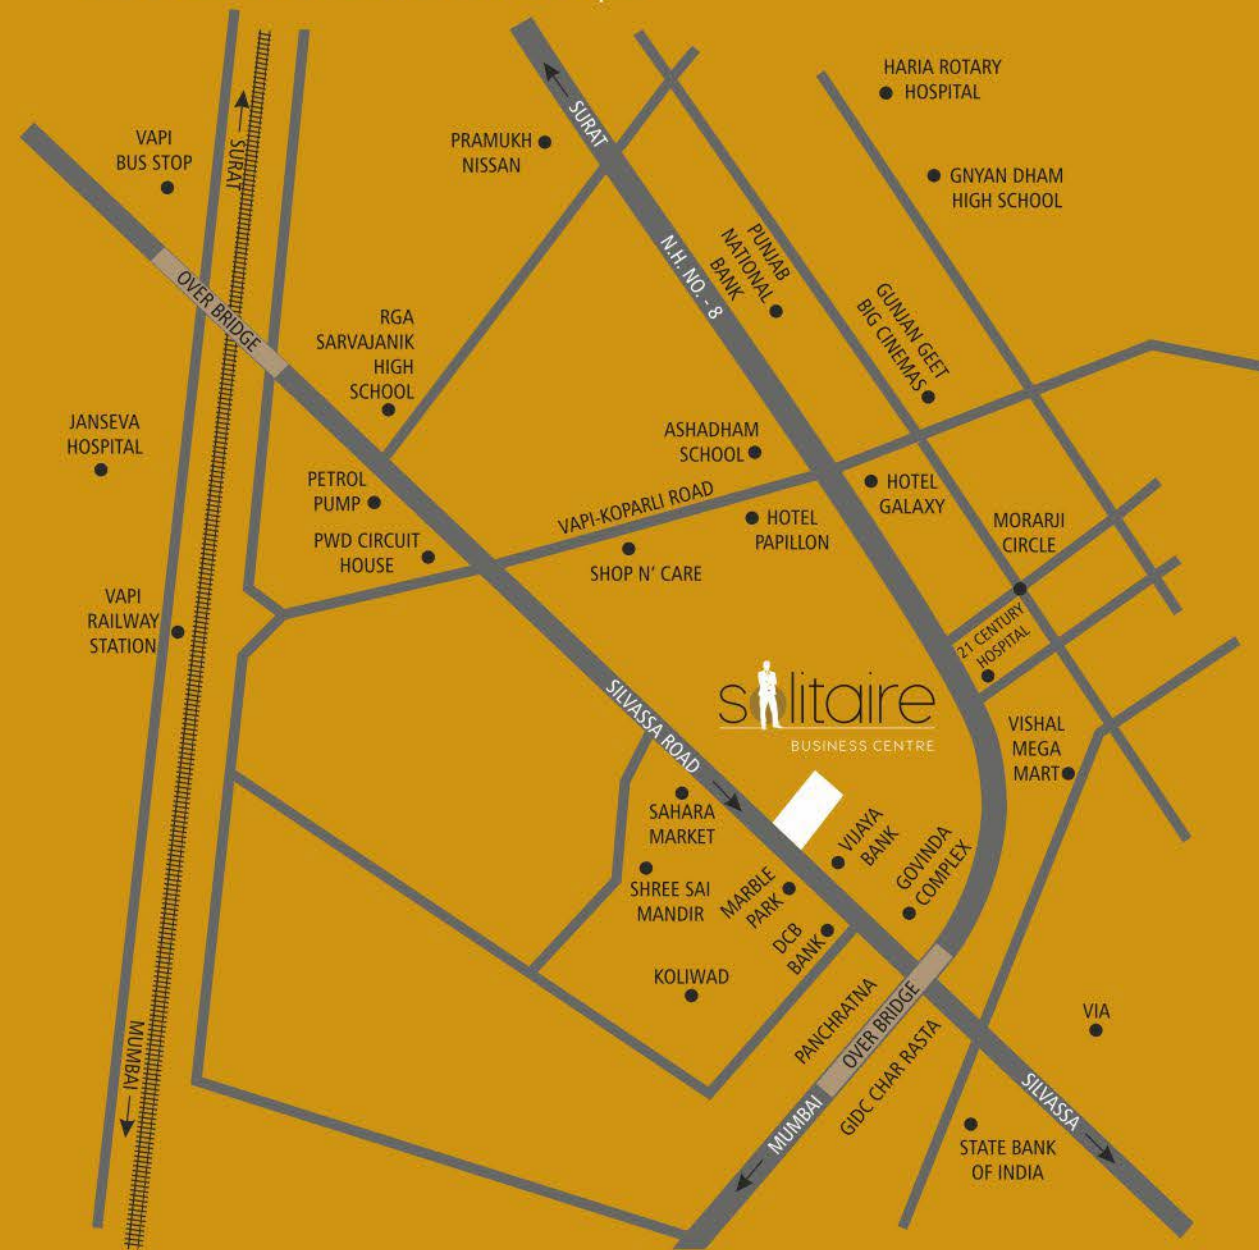 HARIA ROTARY
HOSPITAL
VAPI
BUS STOP
SURAT
PRAMUKH
NISSAN
SURAT
GNYAN DHAM
HIGH SCHOOL
N.H. NO. - 8
PUNJAB
NATIONAL
BANK
OVER BRIDGE
RGA
SARVAJANIK
HIGH
SCHOOL
GUNJAN GEET
BIG CINEMAS
JANSEVA
HOSPITAL
ASHADHAM
SCHOOL
PETROL
PUMP
VAPI-KOPARLI ROAD
HOTEL
GALAXY
HOTEL
PAPILLON
MORARJI
CIRCLE
PWD CIRCUIT
HOUSE
SHOP N' CARE
VAPI
RAILWAY
STATION
21 CENTURY
HOSPITAL
SILVASSA ROAD
solitaire
BUSINESS CENTRE
VISHAL
MEGA
MART
SAHARA
MARKET
VIJAYA
BANK
GOVINDA
COMPLEX
SHREE SAI
MANDIR
MARBLE
PARK
DCB
BANK
KOLIWAD
PANCHRATNA
OVER BRIDGE
GIDC CHAR RASTA
VIA
MUMBAI
MUMBAI
SILVASSA
STATE BANK
OF INDIA